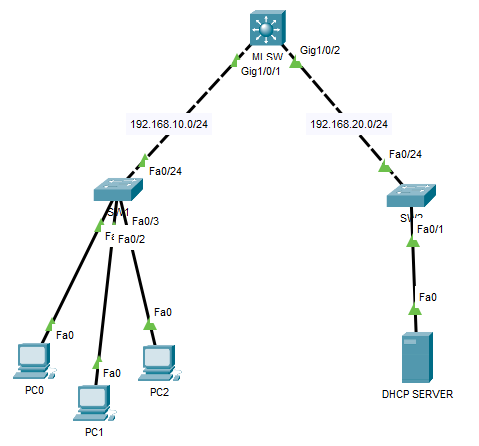 MLSW
Gig1/0/2
Gig1/0/1
192.168.10.0/24
192.168.20.0/24
Fa0/24
Fa0/24
SW1
Fa0/3
Fa0/2
Fa0/1
Fa0
Fa0
Fa0
Fa0
PC0
PC1
PC2
DHCP SERVER